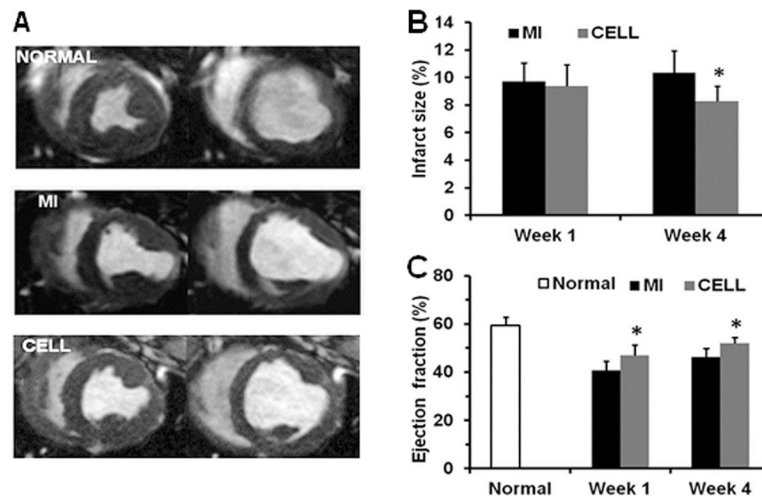 A
NORMAL
MI
CELL
B
Infarct size (%)
14
12
10
8
6
4
2
0
MI CELL
*
Week 1 Week 4
C
Ejection fraction (%)
80
60
40
20
0
Normal MI CELL
* *
Normal Week 1 Week 4